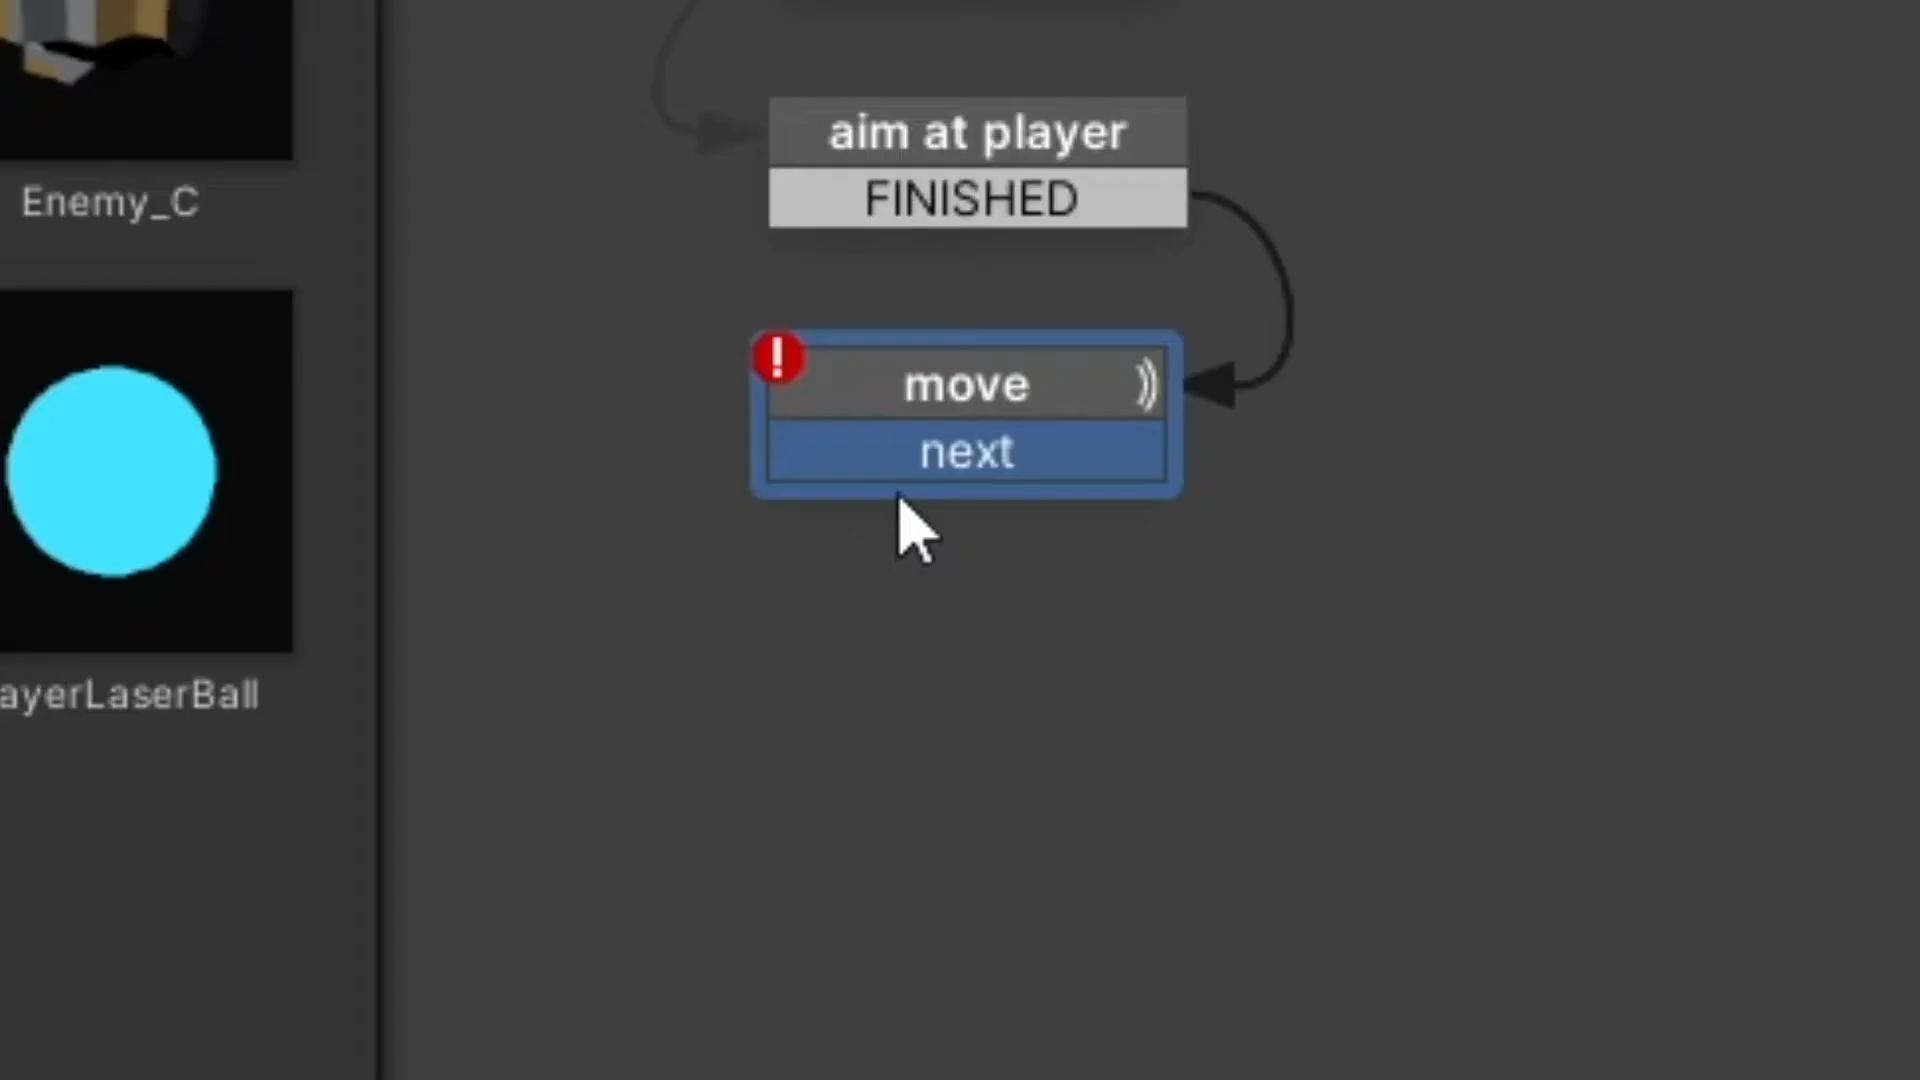 aim at player
FINISHED
Enemy_C
move
next
ayerLaserBall